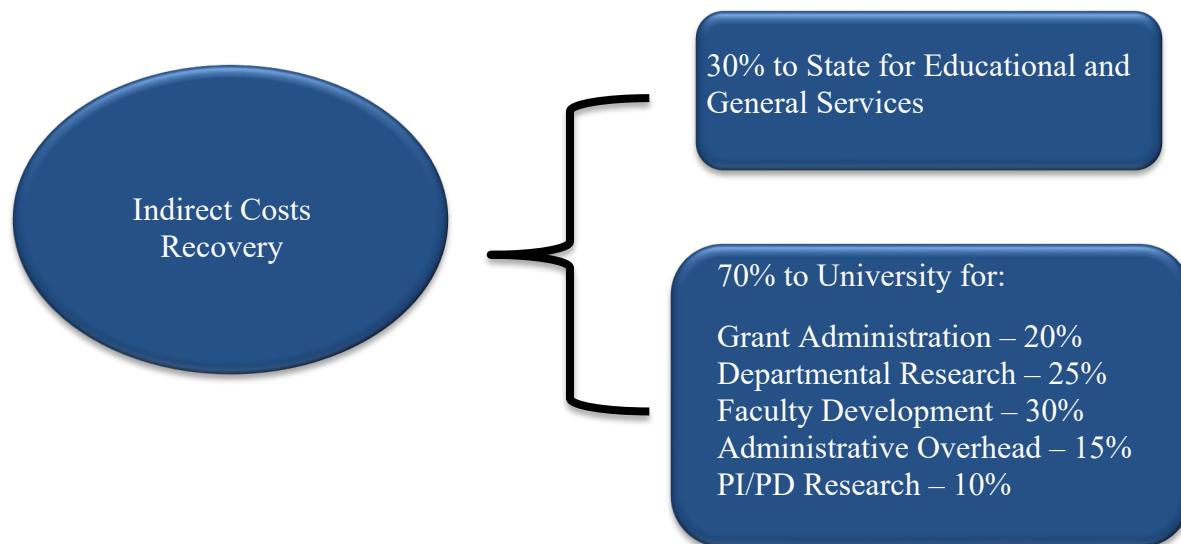 Indirect Costs
Recovery
30% to State for Educational and
General Services
70% to University for:
Grant Administration – 20%
Departmental Research – 25%
Faculty Development – 30%
Administrative Overhead – 15%
PI/PD Research – 10%